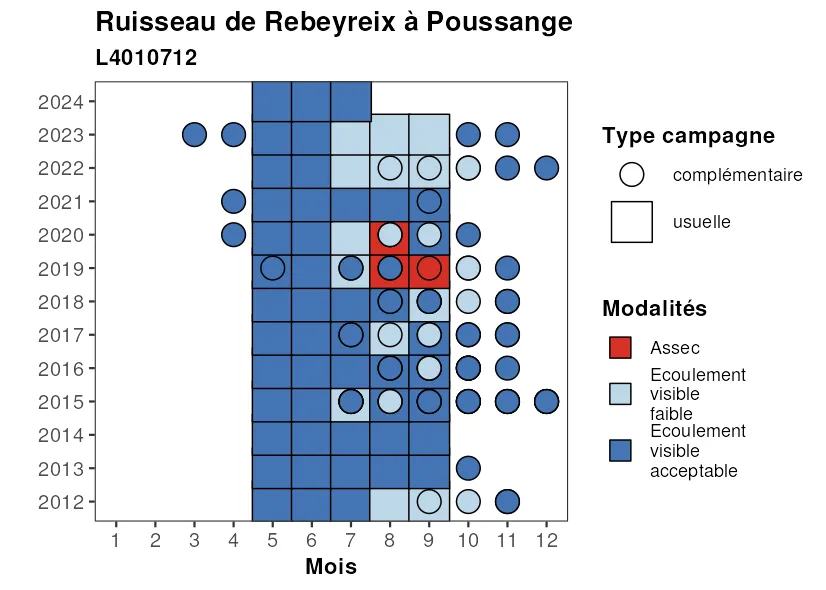 Ruisseau de Rebeyreix à Poussange
L4010712
2024
2023
2022
2021
2020
2019
2018
2017
2016
2015
2014
2013
2012
1 2 3 4 5 6 7 8 9 10 11 12
Mois
Type campagne
complémentaire
usuelle
Modalités
Assec
Ecoulement
visible
faible
Ecoulement
visible
acceptable